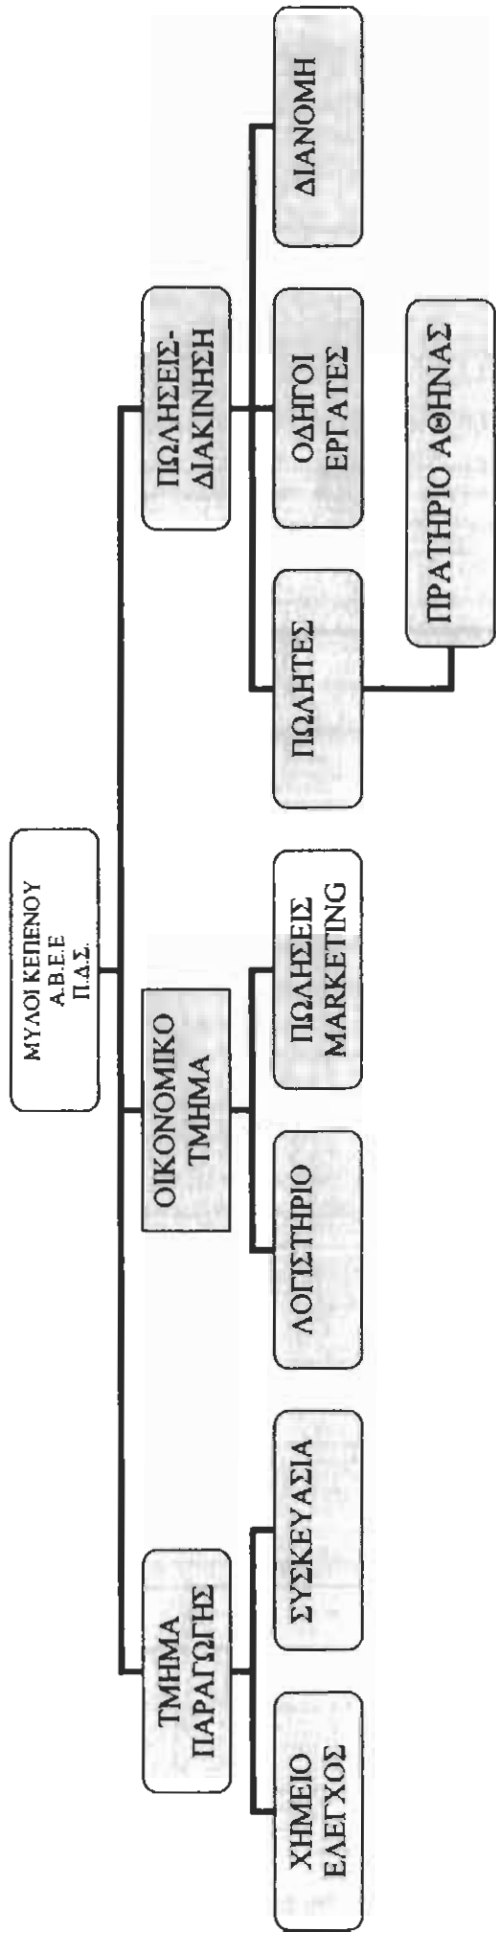 ΜΥΛΟΙ ΚΕΠΕΝΟΥ
Α.Β.Ε.Ε
Π.Δ.Σ.
ΤΜΗΜΑ
ΠΑΡΑΓΩΓΗΣ
ΟΙΚΟΝΟΜΙΚΟ
ΤΜΗΜΑ
ΠΩΛΗΣΕΙΣ-
ΔΙΑΚΙΝΗΣΗ
ΧΗΜΕΙΟ
ΕΛΕΓΧΟΣ
ΣΥΣΚΕΥΑΣΙΑ
ΛΟΓΙΣΤΗΡΙΟ
ΠΩΛΗΣΕΙΣ
MARKETING
ΠΩΛΗΤΕΣ
ΟΔΗΓΟΙ
ΕΡΓΑΤΕΣ
ΔΙΑΝΟΜΗ
ΠΡΑΤΗΡΙΟ ΑΘΗΝΑΣ